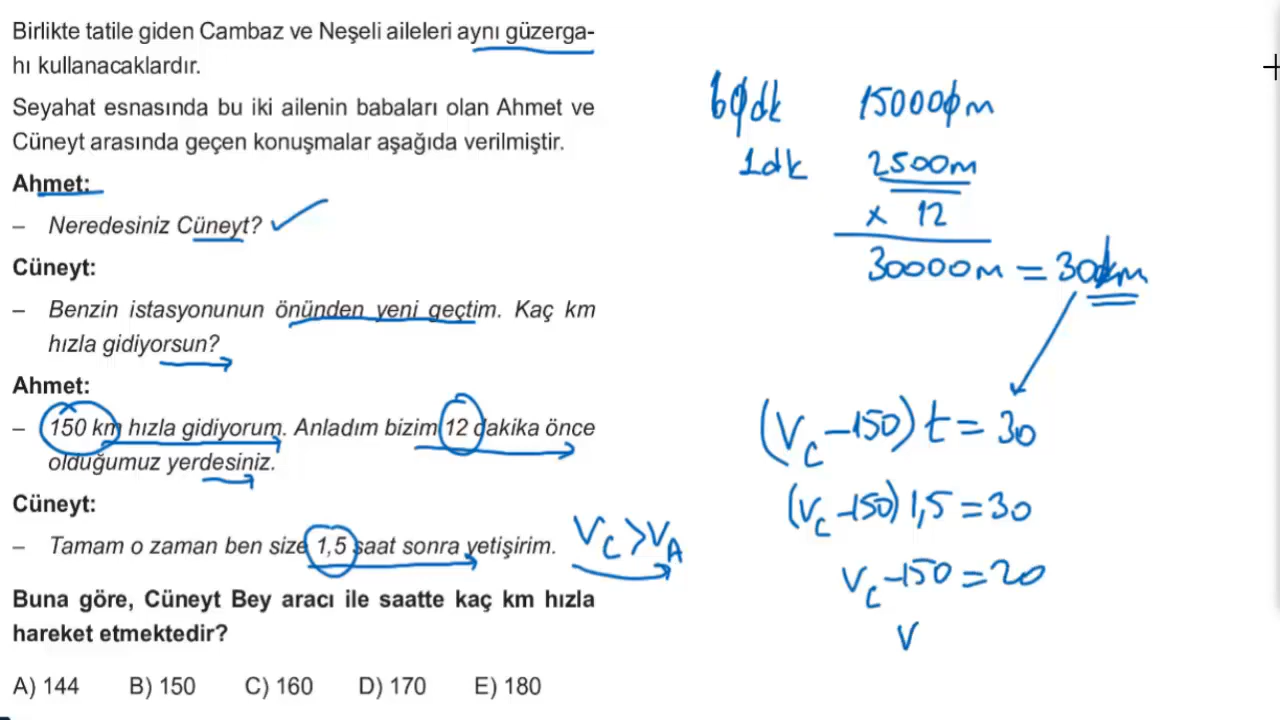 Birlikte tatile giden Cambaz ve Neşeli aileleri aynı güzerga-
hı kullanacaklardır.
Seyahat esnasında bu iki ailenin babaları olan Ahmet ve
Cüneyt arasında geçen konuşmalar aşağıda verilmiştir.
Ahmet:
– Neredesiniz Cüneyt?
Cüneyt:
– Benzin istasyonunun önünden yeni geçtim. Kaç km
hızla gidiyorsun?
Ahmet:
– 150 km hızla gidiyorum. Anladım bizim 12 dakika önce
olduğumuz yerdesiniz.
Cüneyt:
– Tamam o zaman ben size 1,5 saat sonra yetişirim.
Buna göre, Cüneyt Bey aracı ile saatte kaç km hızla
hareket etmektedir?
A) 144 B) 150 C) 160 D) 170 E) 180
V_C > V_A
60dk 150000m
1dk 2500m
x 12
30000m = 30km
(V_C - 150) t = 30
(V_C - 150) 1,5 = 30
V_C - 150 = 20
V